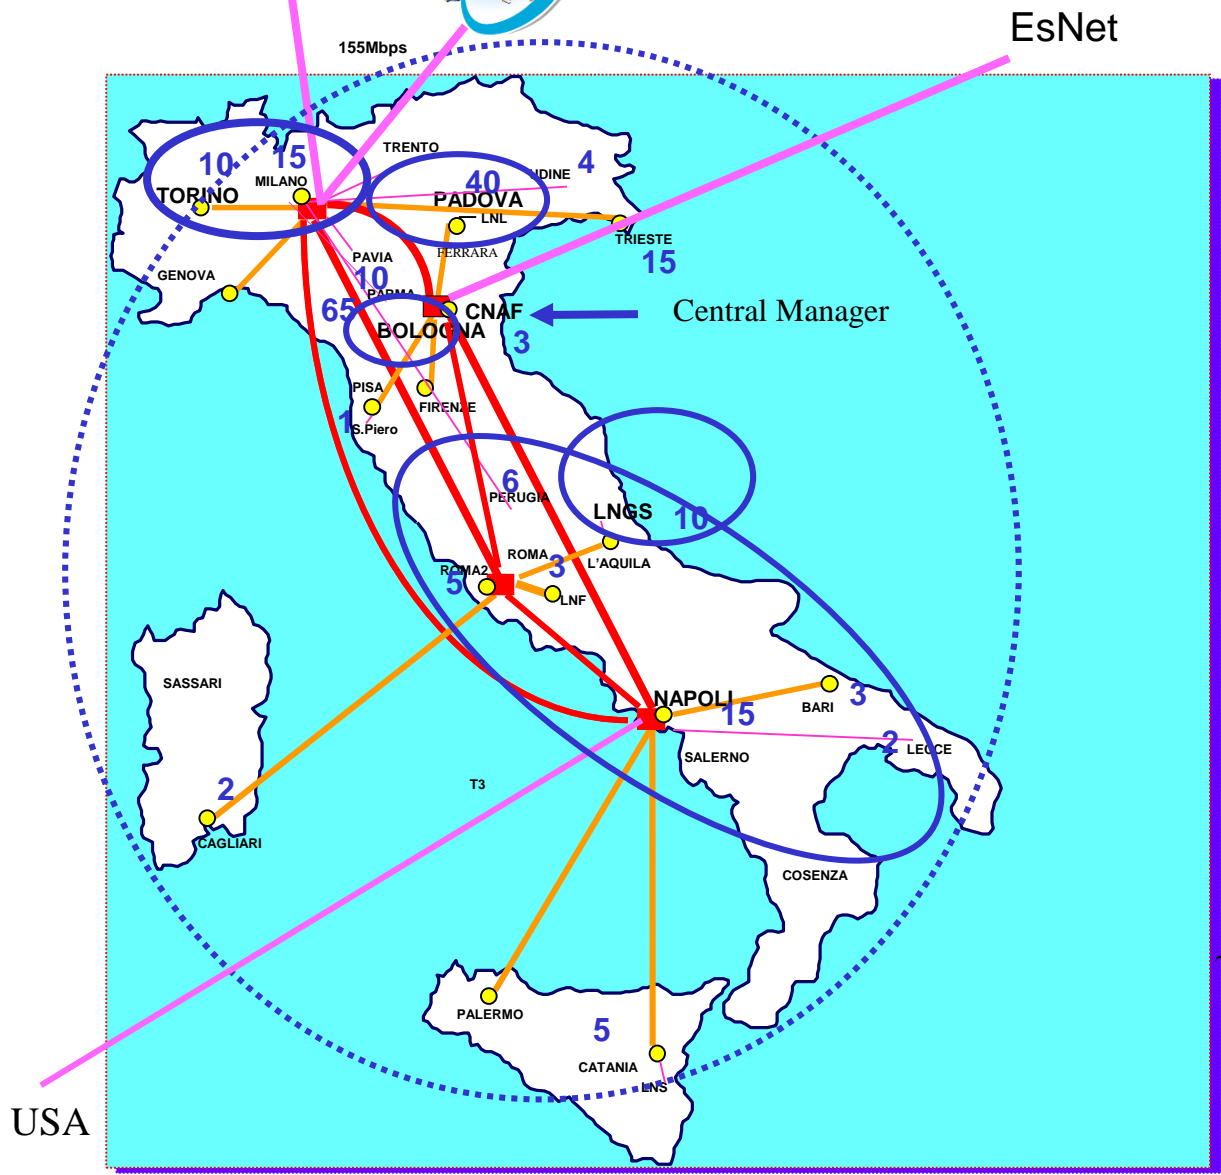 EsNet
155Mbps
TRENTO
10
15
4
MILANO
40
UDINE
TORINO
PADOVA
LNL
TRIESTE
FERRARA
PAVIA
15
GENOVA
10
PARMA
65
CNAF
Central Manager
BOLOGNA
3
PISA
FIRENZE
1
S.Piero
6
PERUGIA
LNGS
10
ROMA
L'AQUILA
ROMA2
3
5
LNF
SASSARI
NAPOLI
BARI
3
15
2
LECCE
SALERNO
T3
2
CAGLIARI
COSENZA
PALERMO
5
CATANIA
LNS
USA